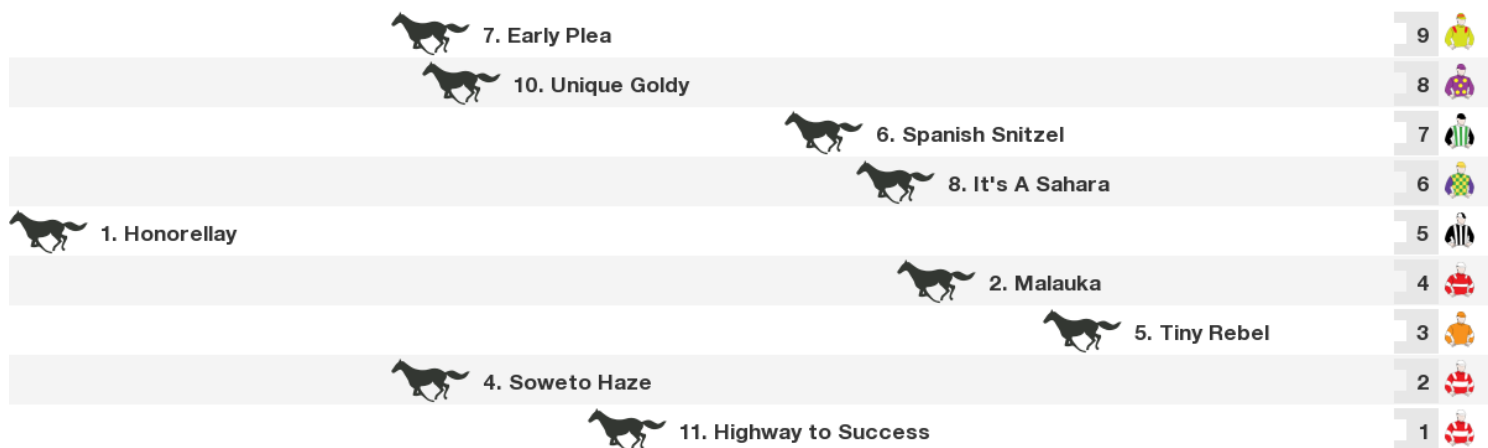 7. Early Plea 9
10. Unique Goldy 8
6. Spanish Snitzel 7
8. It's A Sahara 6
1. Honorellay 5
2. Malauka 4
5. Tiny Rebel 3
4. Soweto Haze 2
11. Highway to Success 1